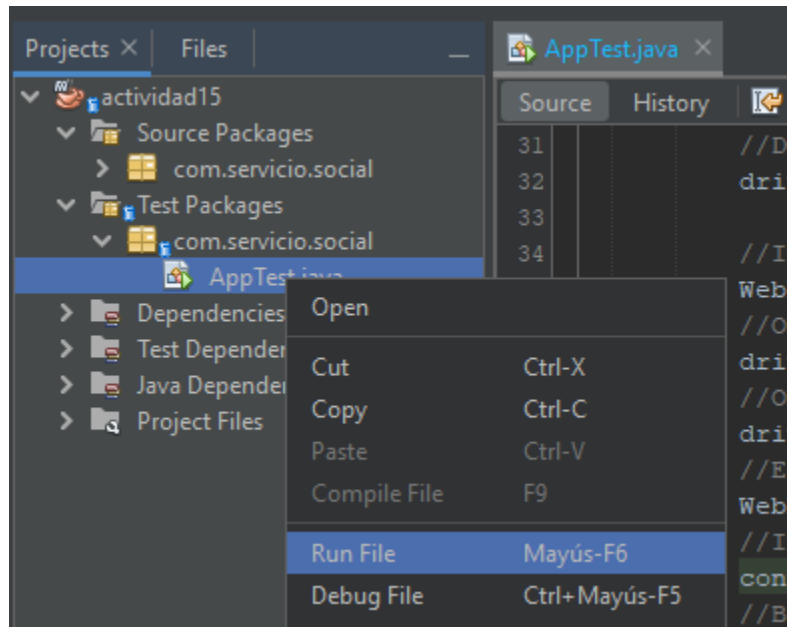 Projects Files
AppTest.java
Source History
actividad15
Source Packages
com.servicio.social
Test Packages
com.servicio.social
AppTest.java
Dependencies
Test Depende
Java Depende
Project Files
Open
Cut Ctrl-X
Copy Ctrl-C
Paste Ctrl-V
Compile File F9
Run File Mayús-F6
Debug File Ctrl+Mayús-F5
31 //D
32 dri
33
34 //I
Web
//O
dri
//O
dri
//E
Web
//I
con
//B